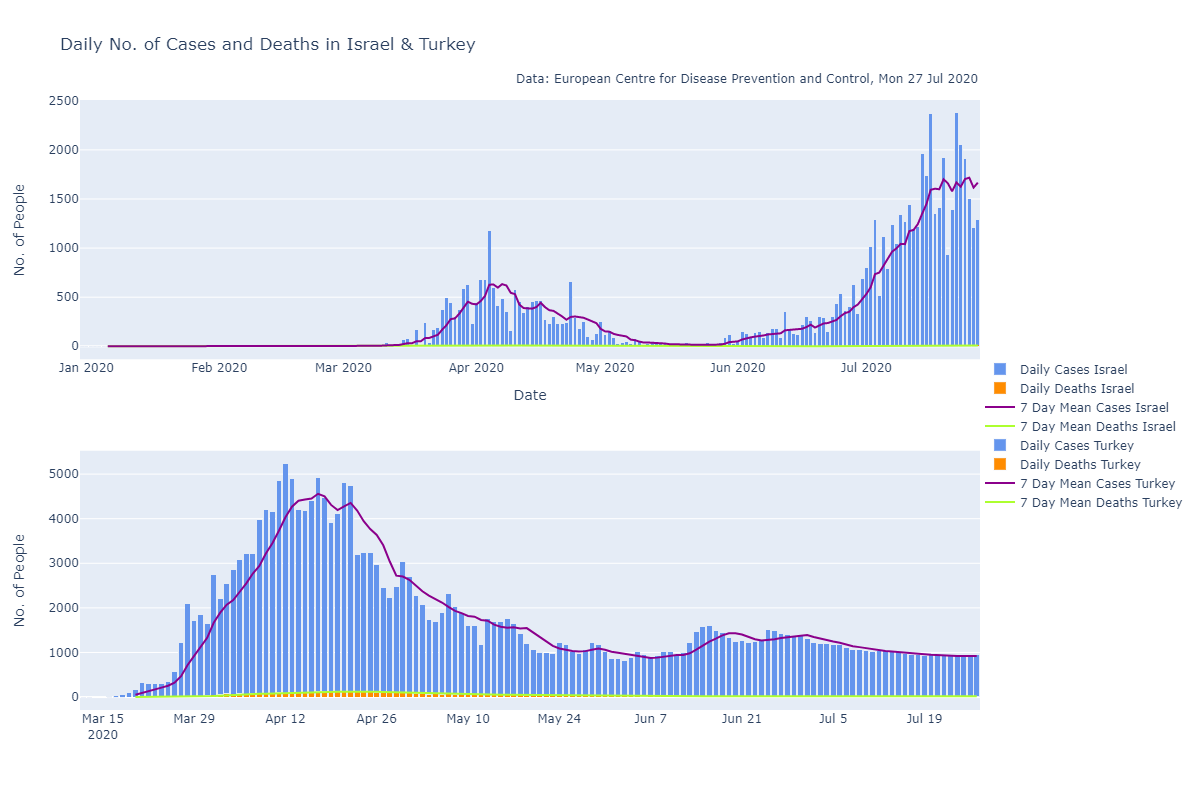 Daily No. of Cases and Deaths in Israel & Turkey
Data: European Centre for Disease Prevention and Control, Mon 27 Jul 2020
No. of People
2500
2000
1500
1000
500
0
Jan 2020 Feb 2020 Mar 2020 Apr 2020 May 2020 Jun 2020 Jul 2020
Date
Daily Cases Israel
Daily Deaths Israel
7 Day Mean Cases Israel
7 Day Mean Deaths Israel
Daily Cases Turkey
Daily Deaths Turkey
7 Day Mean Cases Turkey
7 Day Mean Deaths Turkey
No. of People
5000
4000
3000
2000
1000
0
Mar 15 Mar 29 Apr 12 Apr 26 May 10 May 24 Jun 7 Jun 21 Jul 5 Jul 19
2020